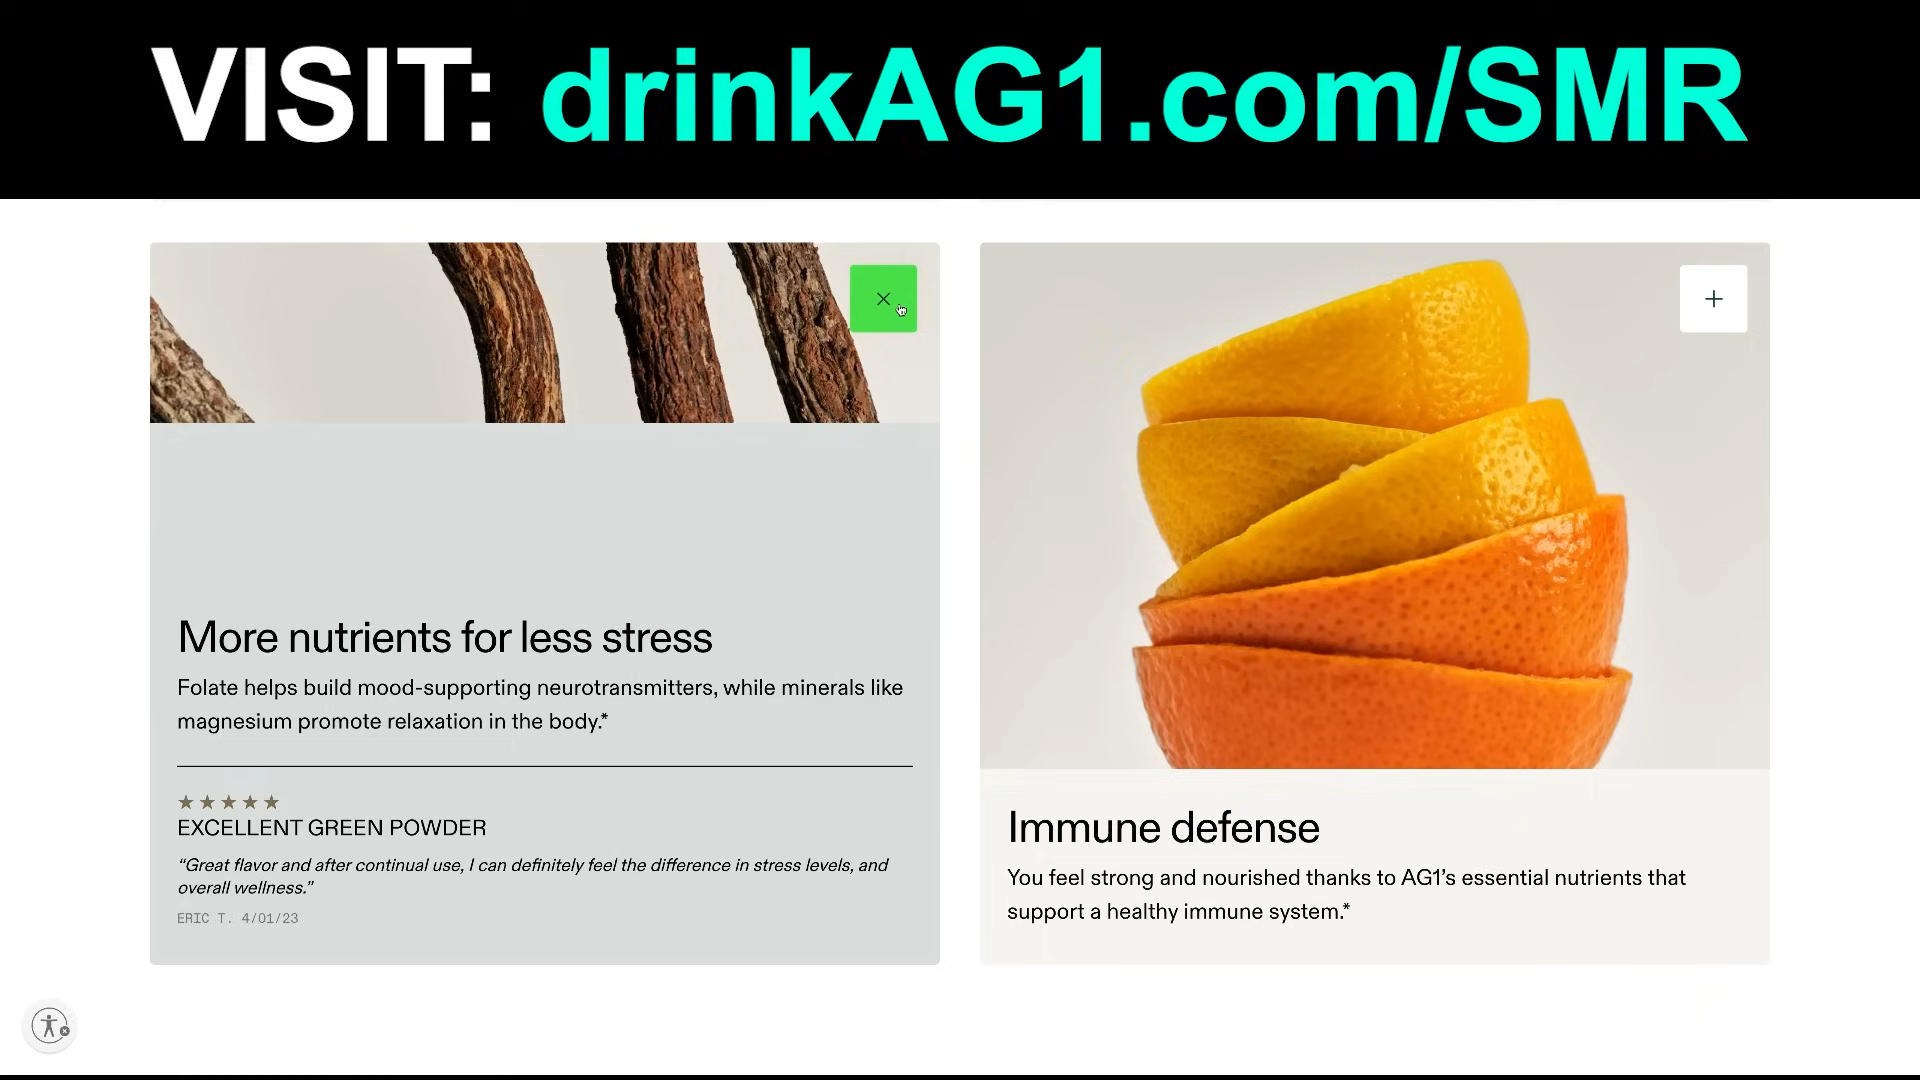 VISIT: drinkAG1.com/SMR
More nutrients for less stress
Folate helps build mood-supporting neurotransmitters, while minerals like
magnesium promote relaxation in the body.*
EXCELLENT GREEN POWDER
“Great flavor and after continual use, I can definitely feel the difference in stress levels, and
overall wellness.”
ERIC T. 4/01/23
Immune defense
You feel strong and nourished thanks to AG1’s essential nutrients that
support a healthy immune system.*